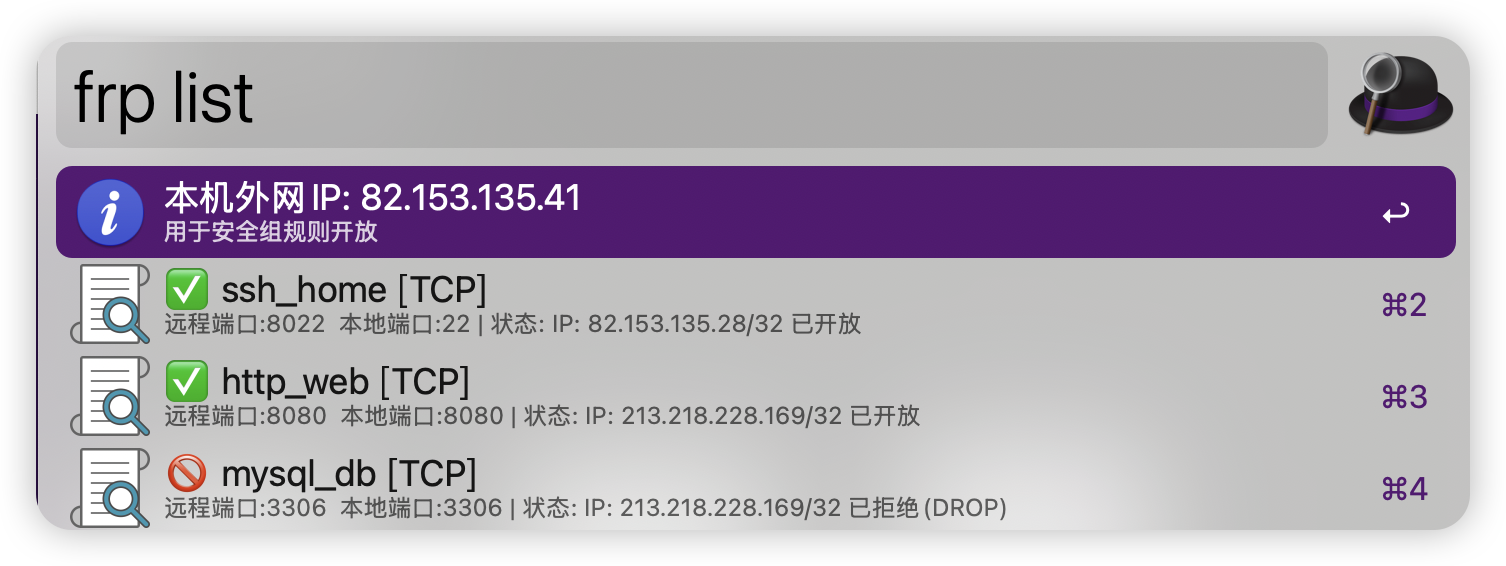 frp list
本机外网IP: 82.153.135.41
用于安全组规则开放
ssh_home [TCP]
远程端口:8022 本地端口:22 | 状态: IP: 82.153.135.28/32 已开放
⌘2
http_web [TCP]
远程端口:8080 本地端口:8080 | 状态: IP: 213.218.228.169/32 已开放
⌘3
mysql_db [TCP]
远程端口:3306 本地端口:3306 | 状态: IP: 213.218.228.169/32 已拒绝(DROP)
⌘4